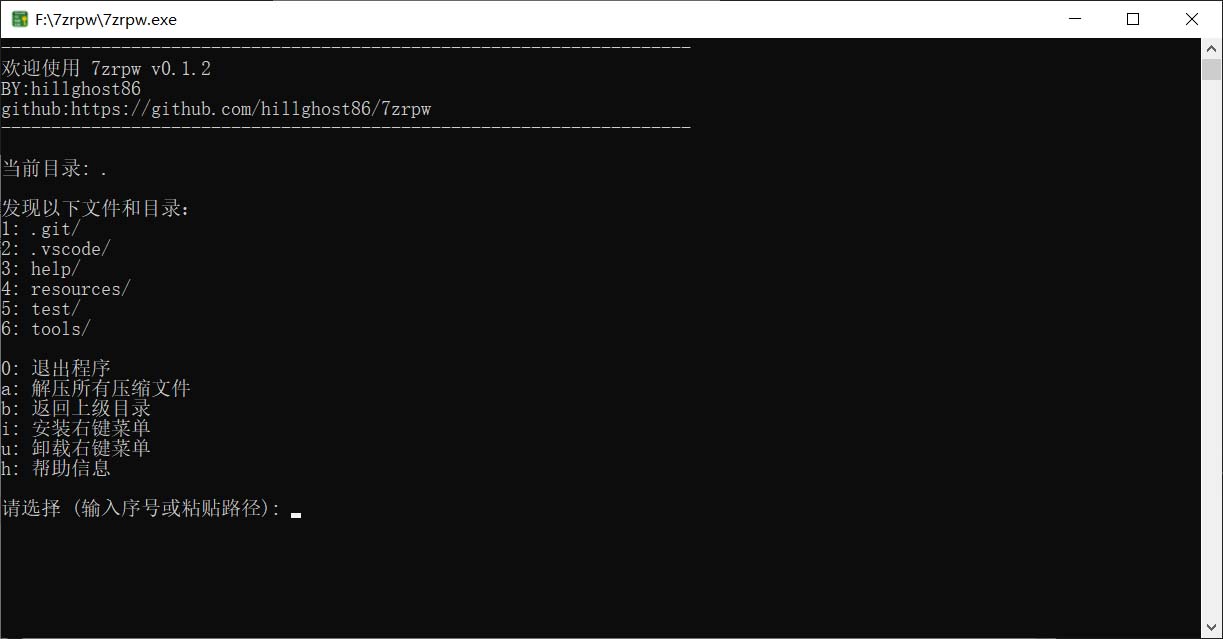 F:\7zrpw\7zrpw.exe
---------------------------------------------------------------------
欢迎使用 7zrpw v0.1.2
BY:hillghost86
github:https://github.com/hillghost86/7zrpw
---------------------------------------------------------------------
当前目录: .
发现以下文件和目录：
1: .git/
2: .vscode/
3: help/
4: resources/
5: test/
6: tools/
0: 退出程序
a: 解压所有压缩文件
b: 返回上级目录
i: 安装右键菜单
u: 卸载右键菜单
h: 帮助信息
请选择 (输入序号或粘贴路径):